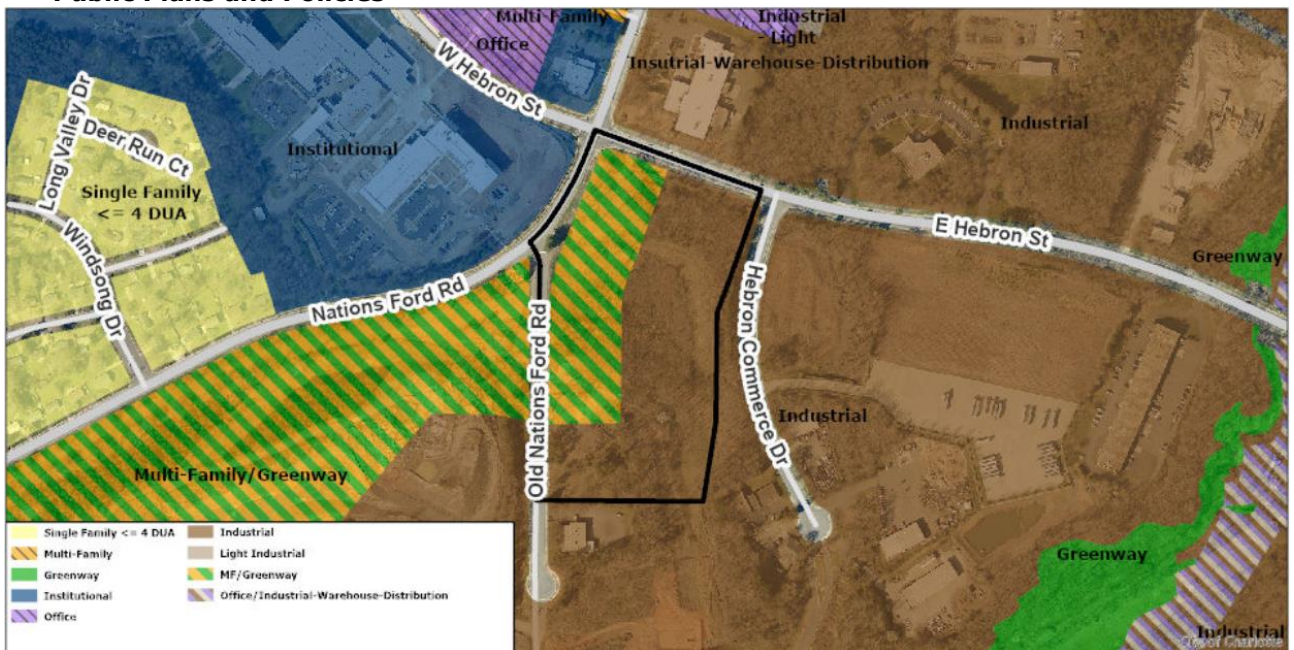 Public Plans and Policies
Multi-Family
Office
Industrial
- Light
Insutrial-Warehouse-Distribution
W Hebron St
Long Valley Dr
Deer Run Ct
Institutional
Industrial
Single Family
<= 4 DUA
Windsong Dr
E Hebron St
Greenway
Nations Ford Rd
Old Nations Ford Rd
Hebron Commerce Dr
Industrial
Multi-Family/Greenway
Greenway
Single Family <= 4 DUA
Industrial
Multi-Family
Light Industrial
Greenway
MF/Greenway
Institutional
Office/Industrial-Warehouse-Distribution
Office
Industrial
City of Charlotte